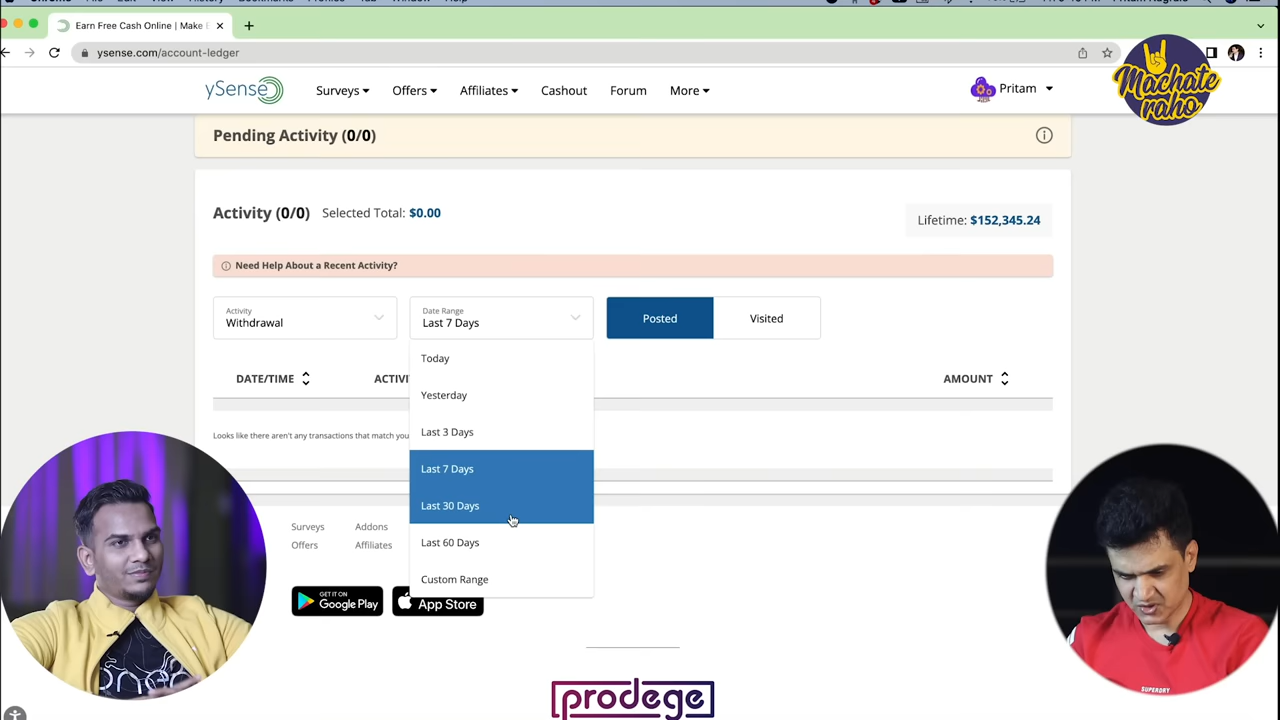 Earn Free Cash Online | Make
ysense.com/account-ledger
ySense
Surveys
Offers
Affiliates
Cashout
Forum
More
Pritam
Machate
raho
Pending Activity (0/0)
Activity (0/0)
Selected Total: $0.00
Lifetime: $152,345.24
Need Help About a Recent Activity?
Activity
Withdrawal
Date Range
Last 7 Days
Posted
Visited
Today
DATE/TIME
ACTIVI
AMOUNT
Yesterday
Last 3 Days
Looks like there aren't any transactions that match you
Last 7 Days
Last 30 Days
Surveys
Addons
Last 60 Days
Offers
Affiliates
Custom Range
GET IT ON
Google Play
App Store
prodege
SUPERDRY